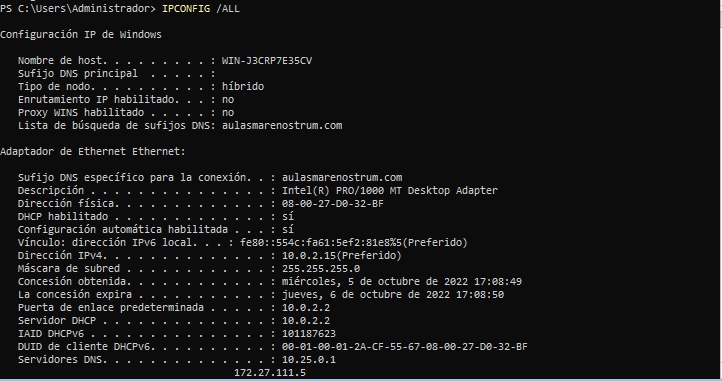 PS C:\Users\Administrador> IPCONFIG /ALL
Configuración IP de Windows
Nombre de host. . . . . . . . . : WIN-J3CRP7E35CV
Sufijo DNS principal  . . . . . :
Tipo de nodo. . . . . . . . . . : híbrido
Enrutamiento IP habilitado. . . : no
Proxy WINS habilitado . . . . . : no
Lista de búsqueda de sufijos DNS: aulasmarenostrum.com
Adaptador de Ethernet Ethernet:
Sufijo DNS específico para la conexión. . : aulasmarenostrum.com
Descripción . . . . . . . . . . . . . . . : Intel(R) PRO/1000 MT Desktop Adapter
Dirección física. . . . . . . . . . . . . : 08-00-27-D0-32-BF
DHCP habilitado . . . . . . . . . . . . . : sí
Configuración automática habilitada . . . : sí
Vínculo: dirección IPv6 local. . . : fe80::554c:fa61:5ef2:81e8%5(Preferido)
Dirección IPv4. . . . . . . . . . . . . . : 10.0.2.15(Preferido)
Máscara de subred . . . . . . . . . . . . : 255.255.255.0
Concesión obtenida. . . . . . . . . . . . : miércoles, 5 de octubre de 2022 17:08:49
La concesión expira . . . . . . . . . . . : jueves, 6 de octubre de 2022 17:08:50
Puerta de enlace predeterminada . . . . . : 10.0.2.2
Servidor DHCP . . . . . . . . . . . . . . : 10.0.2.2
IAID DHCPv6 . . . . . . . . . . . . . . . : 101187623
DUID de cliente DHCPv6. . . . . . . . . . : 00-01-00-01-2A-CF-55-67-08-00-27-D0-32-BF
Servidores DNS. . . . . . . . . . . . . . : 10.25.0.1
172.27.111.5